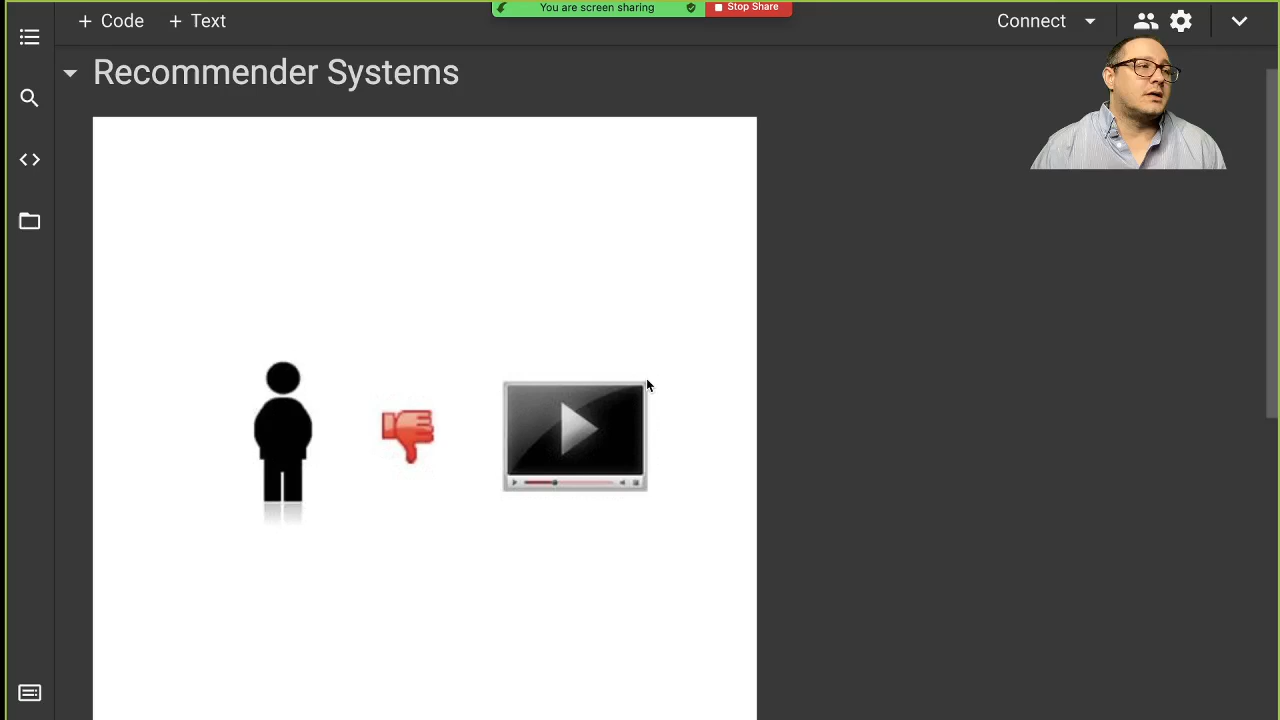 You are screen sharing
Stop Share
+ Code
+ Text
Connect
Recommender Systems